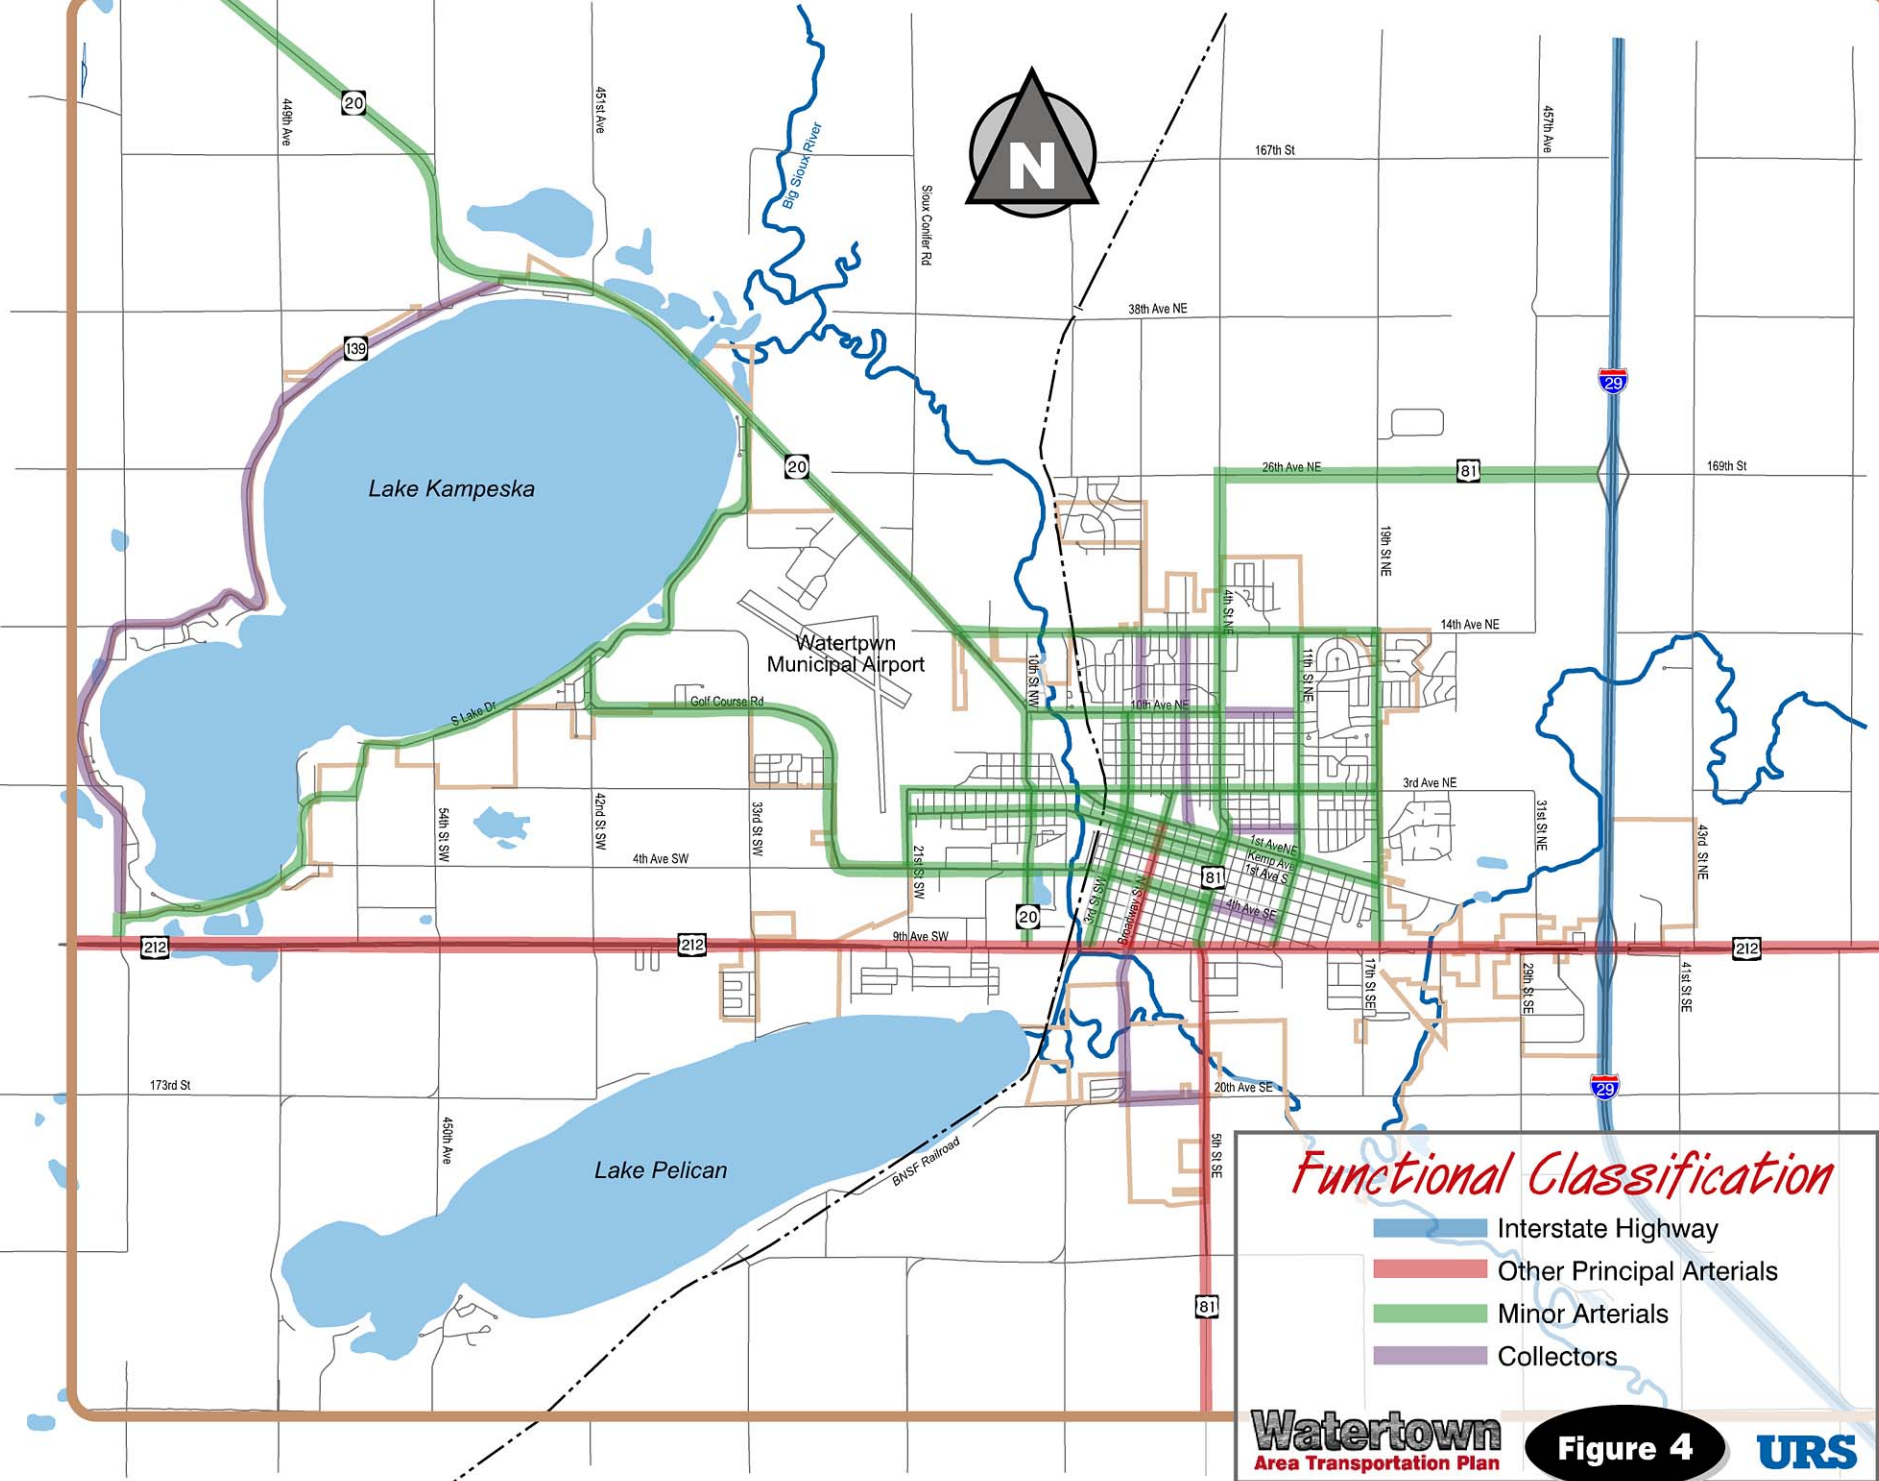 20
449th Ave
451st Ave
Big Sioux River
Sioux Conifer Rd
N
167th St
457th Ave
38th Ave NE
139
29
Lake Kampeska
20
26th Ave NE
81
169th St
19th St NE
4th St NE
14th Ave NE
Watertpwn
Municipal Airport
10th St NW
11th St NE
S Lake Dr
Golf Course Rd
10th Ave NE
3rd Ave NE
54th St SW
42nd St SW
33rd St SW
31st St NE
43rd St NE
4th Ave SW
21st St SW
1st AveNE
Kemp Ave
1st Ave S
81
3rd St SW
Broadway St
4th Ave SE
20
212
212
9th Ave SW
212
17th St SE
29th St SE
41st St SE
173rd St
20th Ave SE
29
450th Ave
Lake Pelican
BNSF Railroad
5th St SE
81
Functional Classification
Interstate Highway
Other Principal Arterials
Minor Arterials
Collectors
Watertown
Area Transportation Plan
Figure 4
URS